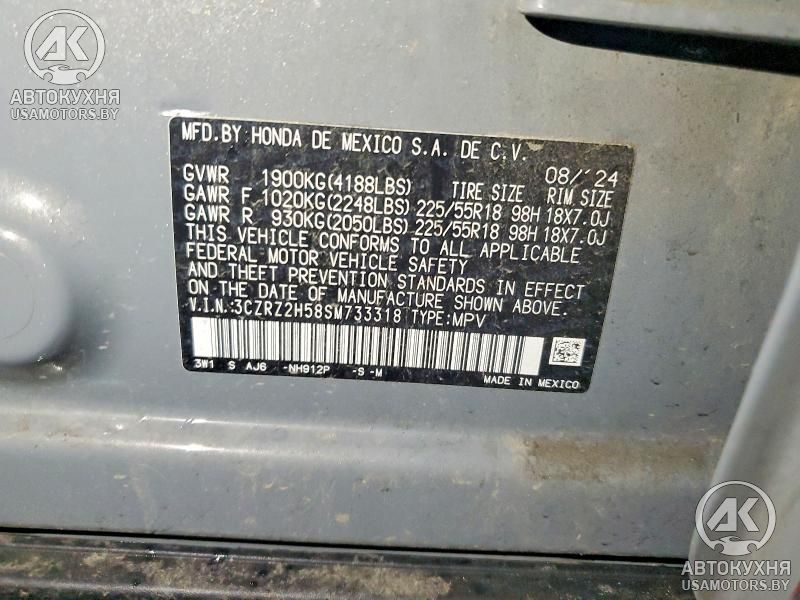 AK
АВТОКУХНЯ
USAMOTORS.BY
MFD.BY HONDA DE MEXICO S.A. DE C.V.
08/'24
GVWR 1900KG(4188LBS) TIRE SIZE RIM SIZE
GAWR F 1020KG(2248LBS) 225/55R18 98H 18X7.0J
GAWR R 930KG(2050LBS) 225/55R18 98H 18X7.0J
THIS VEHICLE CONFORMS TO ALL APPLICABLE
FEDERAL MOTOR VEHICLE SAFETY
AND THEFT PREVENTION STANDARDS IN EFFECT
ON THE DATE OF MANUFACTURE SHOWN ABOVE.
V.I.N.:3CZRZ2H58SM733318 TYPE:MPV
3W1 S AJ6 -NH912P -S -M
MADE IN MEXICO
AK
АВТОКУХНЯ
USAMOTORS.BY